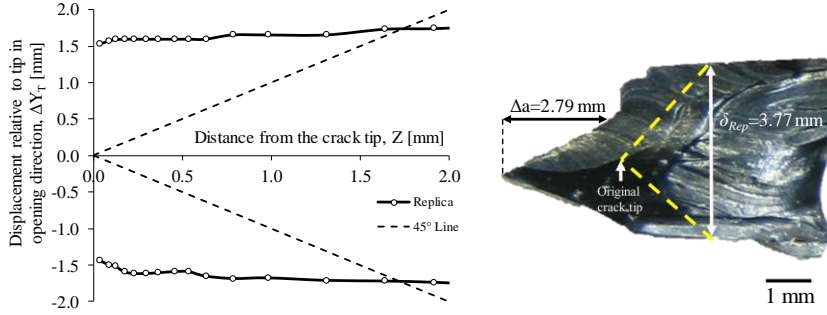 Displacement relative to tip in
opening direction, ΔY_T [mm]
2.0
1.5
1.0
0.5
0.0
-0.5
-1.0
-1.5
-2.0
0.0
0.5
1.0
1.5
2.0
Distance from the crack tip, Z [mm]
Replica
45° Line
Δa=2.79 mm
δ_Rep=3.77 mm
Original
crack tip
1 mm